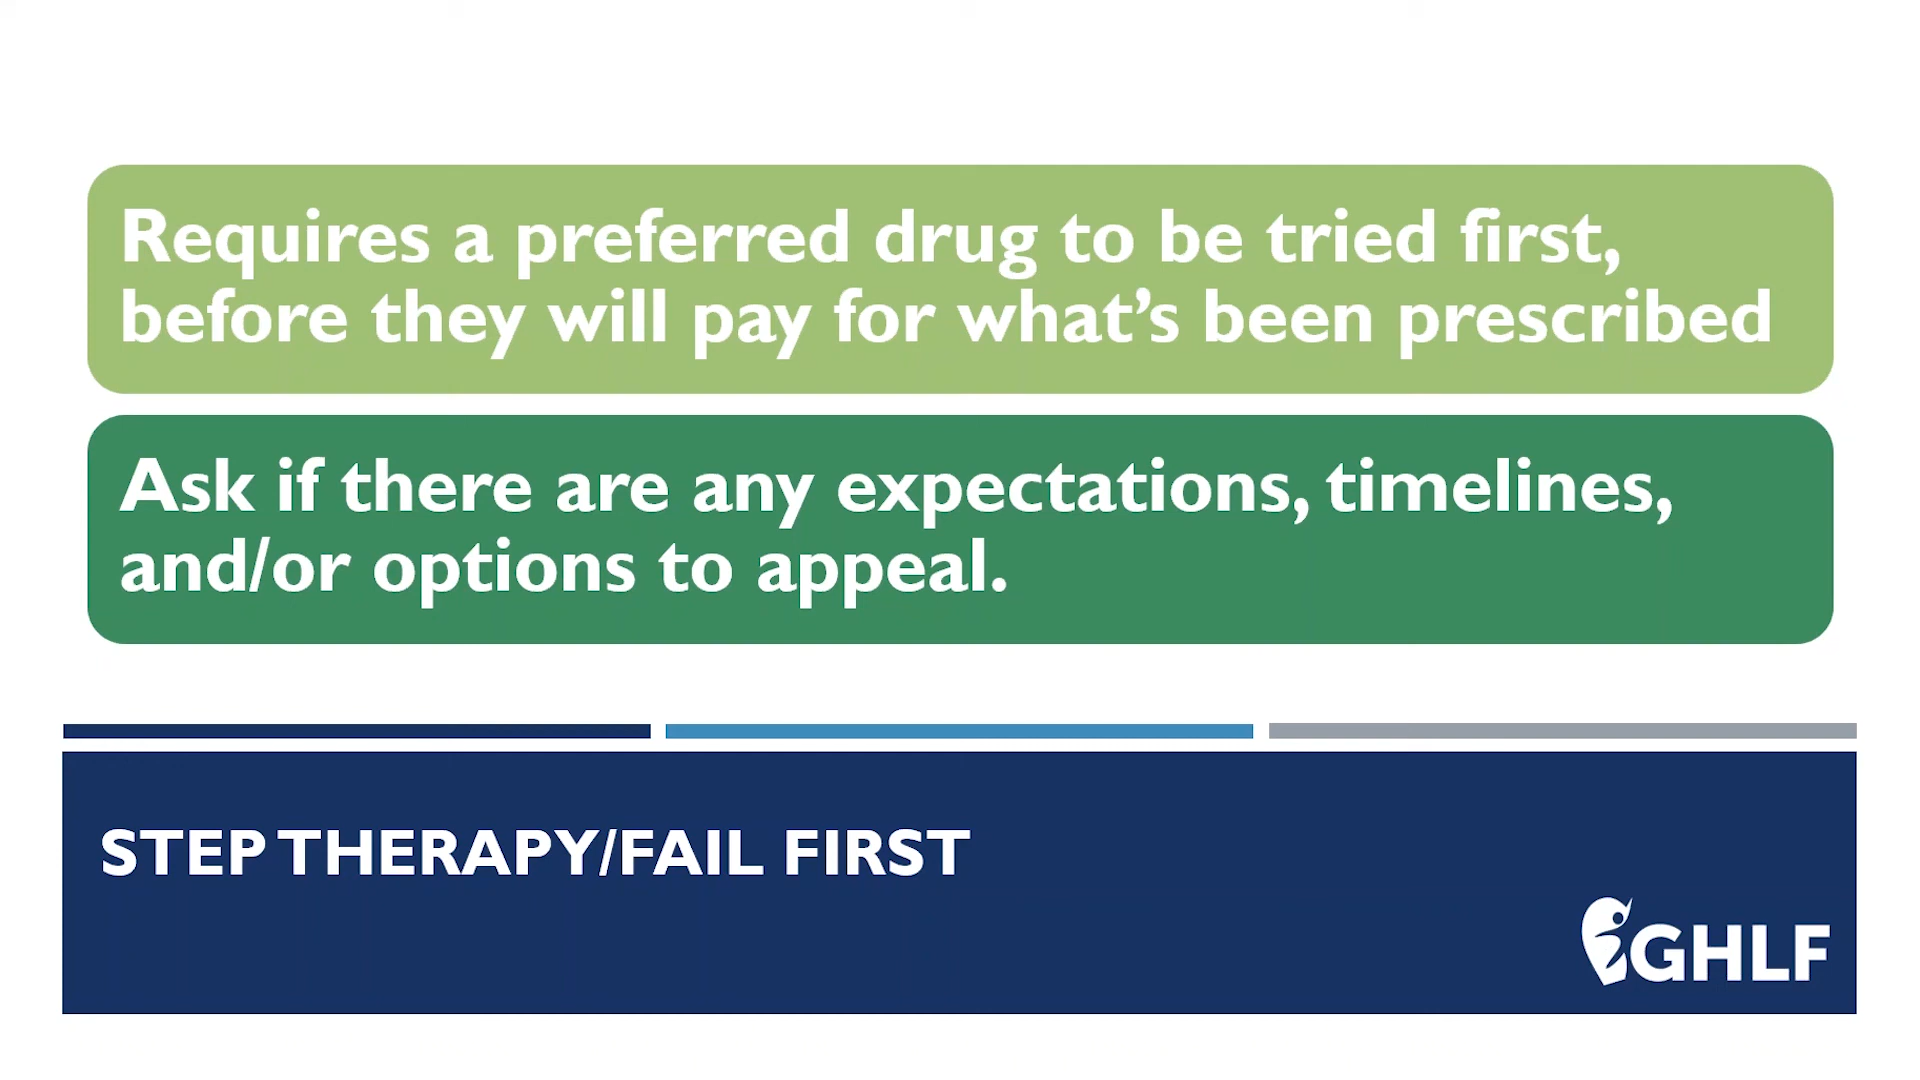 Requires a preferred drug to be tried first,
before they will pay for what’s been prescribed
Ask if there are any expectations, timelines,
and/or options to appeal.
STEP THERAPY/FAIL FIRST
GHLF